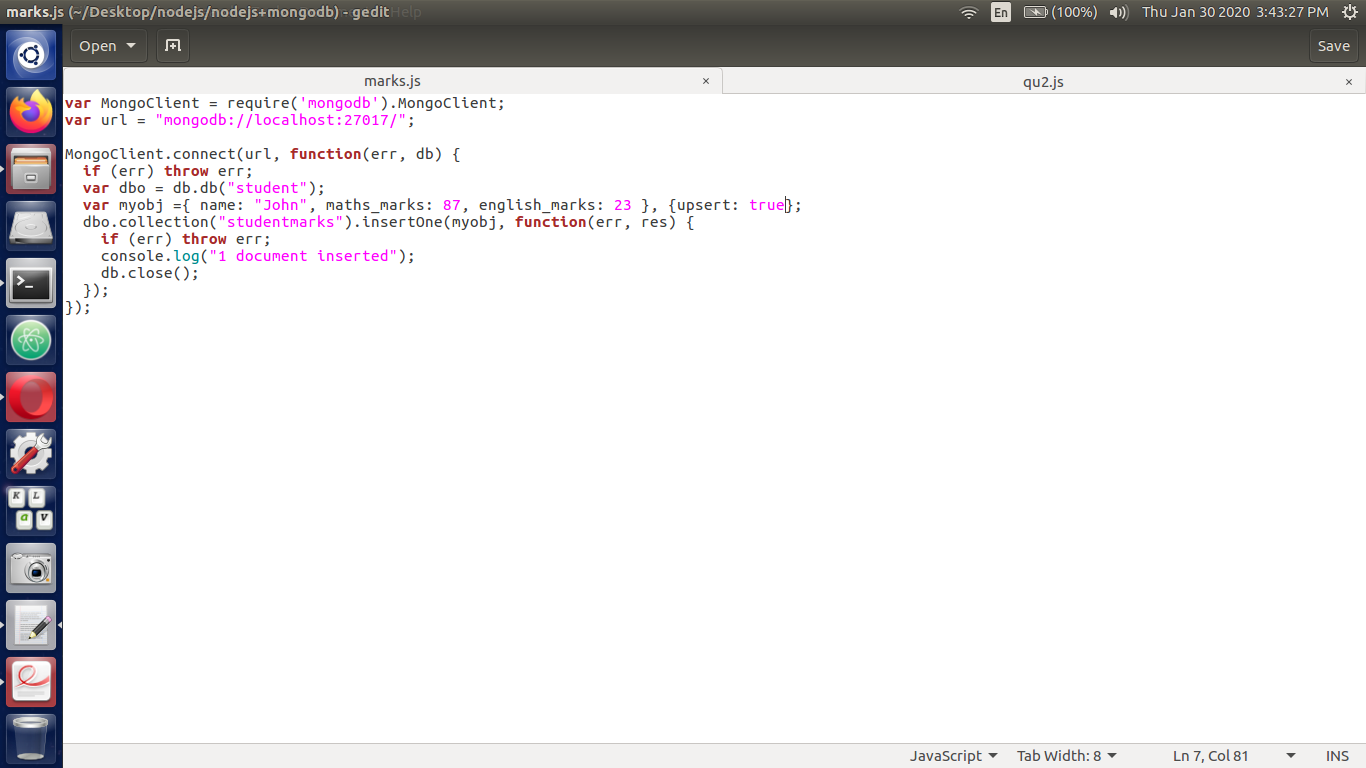 marks.js (~/Desktop/nodejs/nodejs+mongodb) - gedit Help
En (100%) Thu Jan 30 2020 3:43:27 PM
Open Save
marks.js × qu2.js ×
var MongoClient = require('mongodb').MongoClient;
var url = "mongodb://localhost:27017/";
MongoClient.connect(url, function(err, db) {
  if (err) throw err;
  var dbo = db.db("student");
  var myobj ={ name: "John", maths_marks: 87, english_marks: 23 }, {upsert: true};
  dbo.collection("studentmarks").insertOne(myobj, function(err, res) {
    if (err) throw err;
    console.log("1 document inserted");
    db.close();
  });
});
K L
a v
JavaScript Tab Width: 8 Ln 7, Col 81 INS